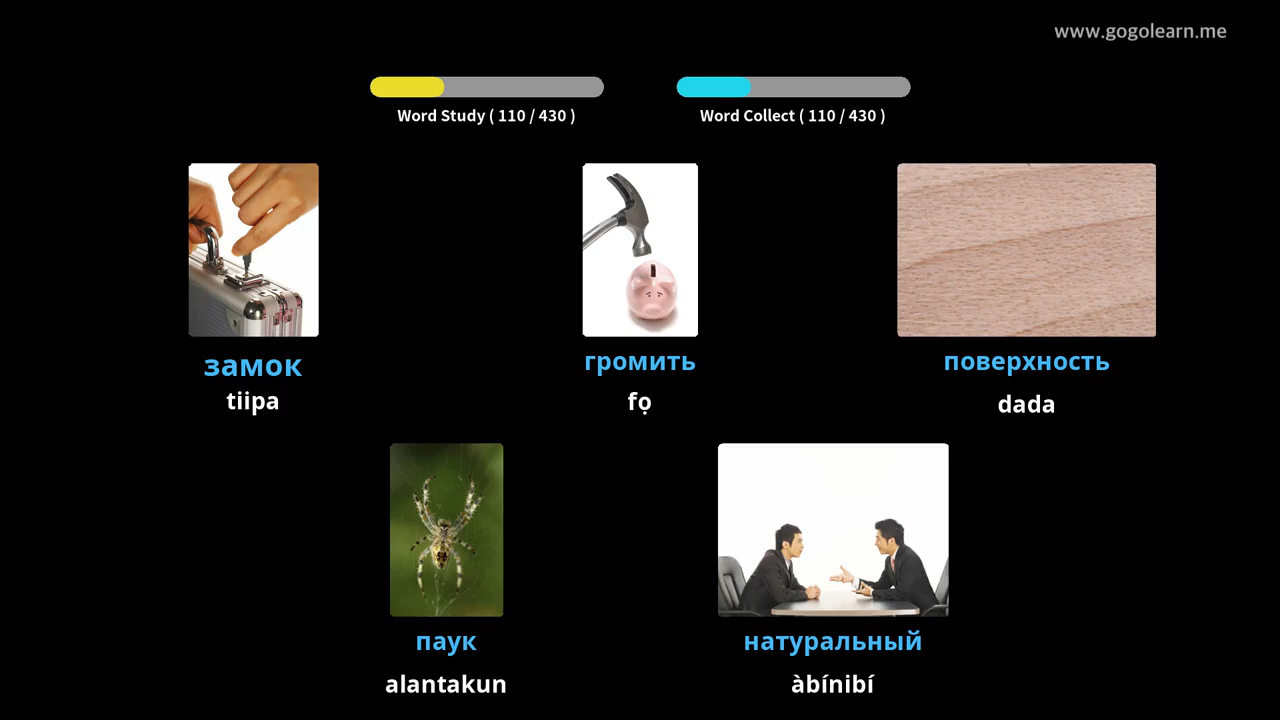 www.gogolearn.me
Word Study ( 110 / 430 )
Word Collect ( 110 / 430 )
замок
громить
поверхность
tiipa
fọ
dada
паук
натуральный
alantakun
àbínibí